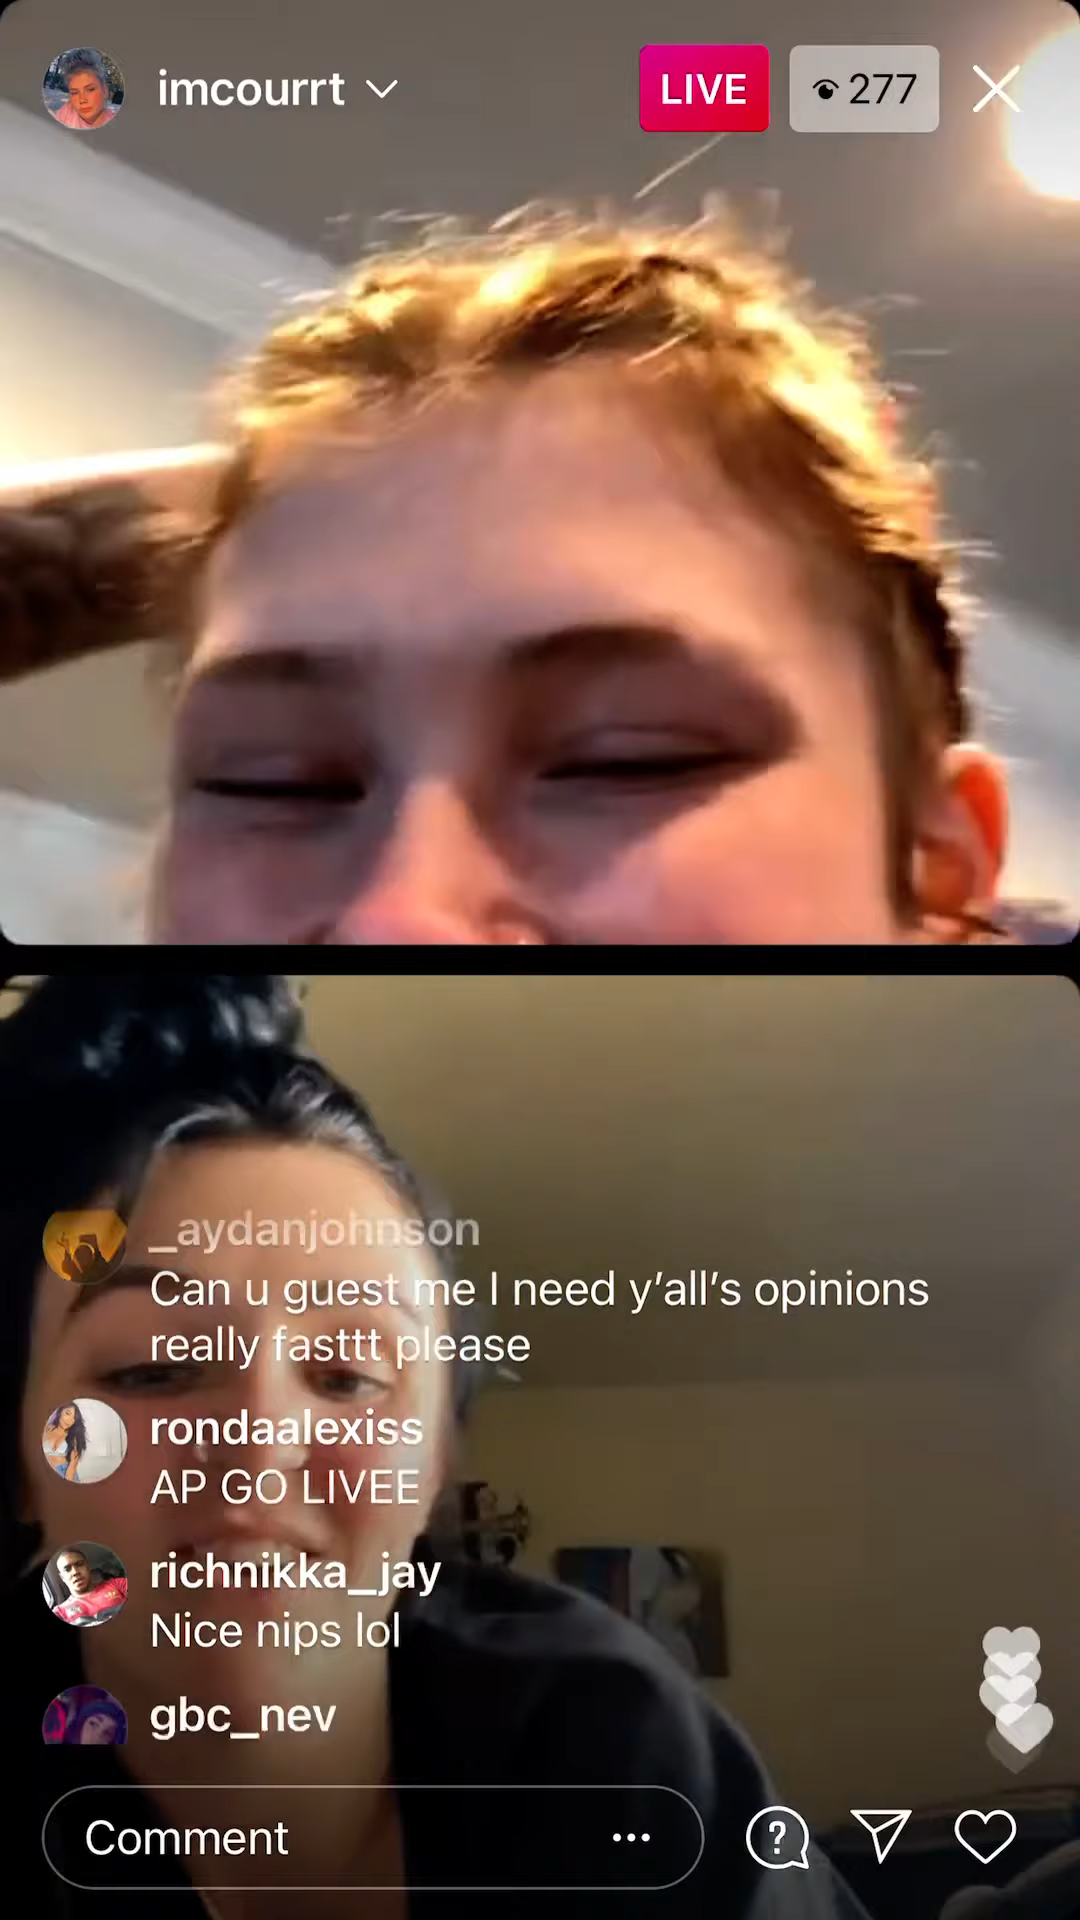 imcourrt
LIVE
277
_aydanjohnson
Can u guest me I need y’all’s opinions
really fasttt please
rondaalexiss
AP GO LIVEE
richnikka_jay
Nice nips lol
gbc_nev
Comment